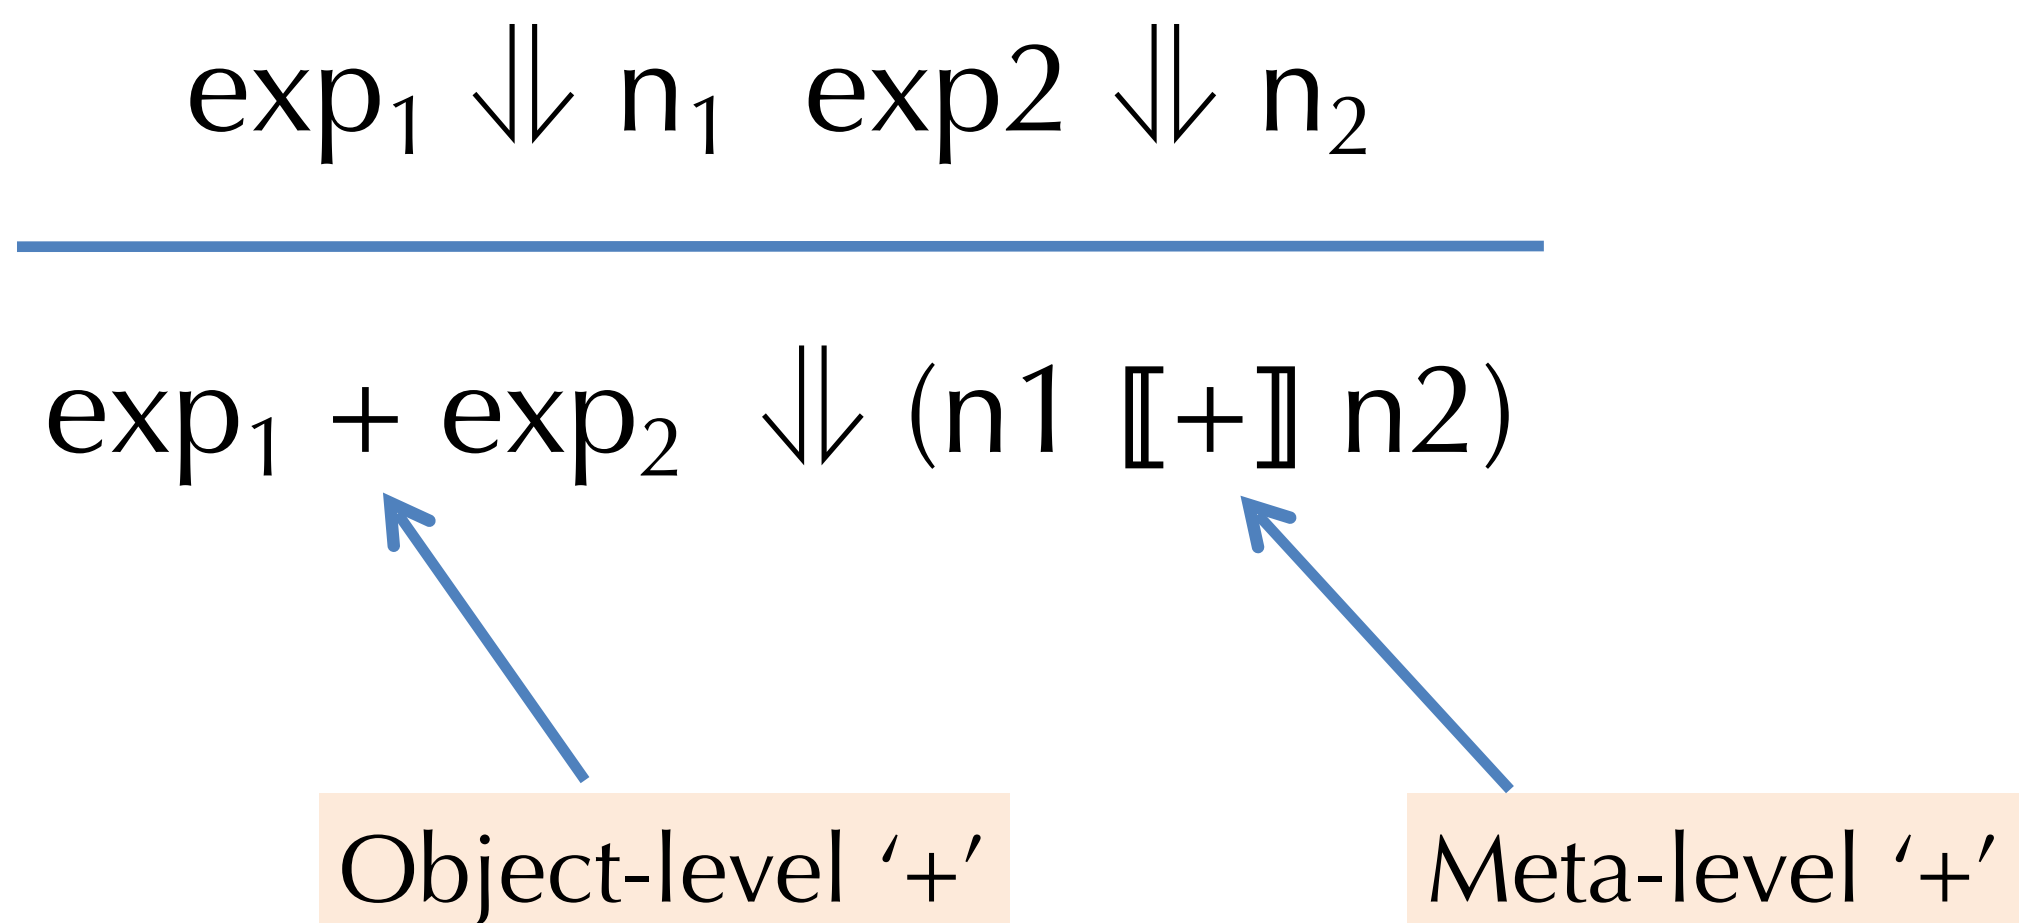 exp₁ ⇓ n₁ exp2 ⇓ n₂
exp₁ + exp₂ ⇓ (n1 ⟦+⟧ n2)
Object-level ‘+’
Meta-level ‘+’